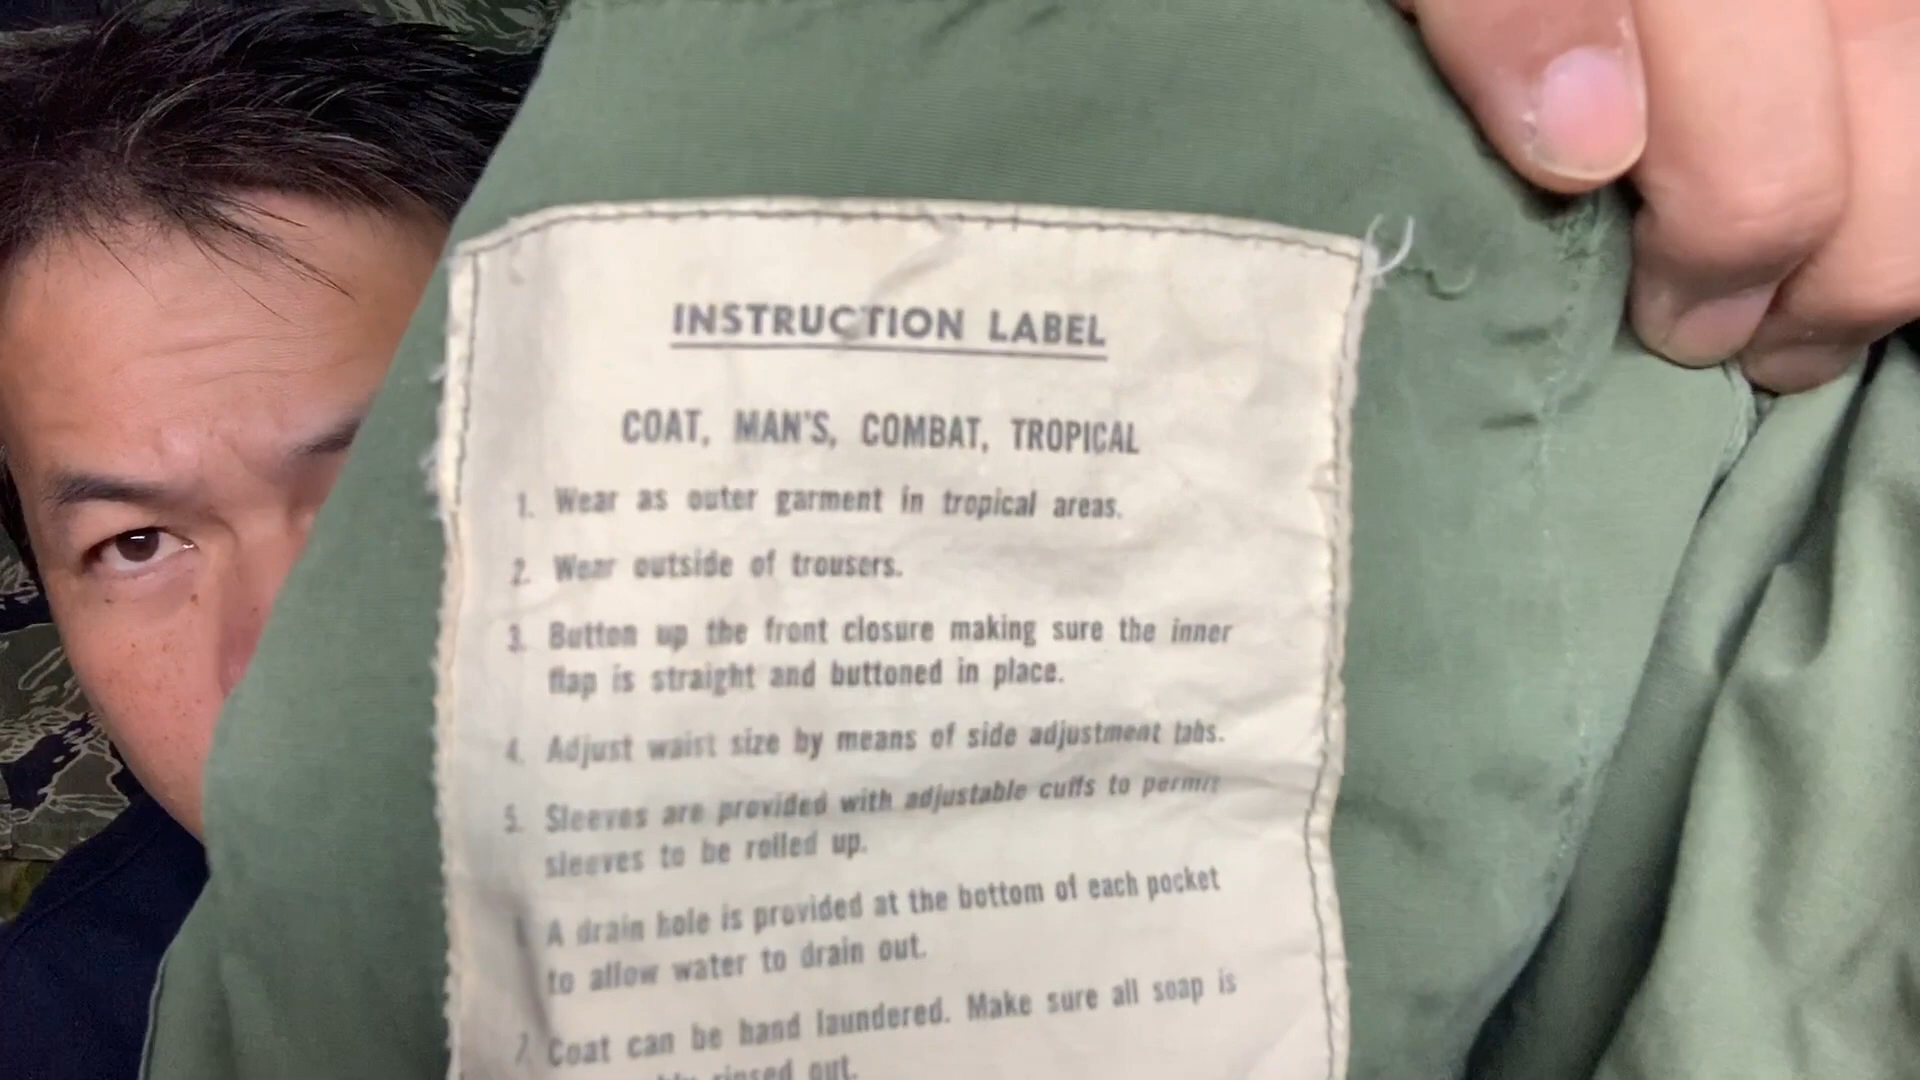 INSTRUCTION LABEL
COAT, MAN'S, COMBAT, TROPICAL
1. Wear as outer garment in tropical areas.
2. Wear outside of trousers.
3. Button up the front closure making sure the inner
flap is straight and buttoned in place.
4. Adjust waist size by means of side adjustment tabs.
5. Sleeves are provided with adjustable cuffs to permit
sleeves to be rolled up.
A drain hole is provided at the bottom of each pocket
to allow water to drain out.
7. Coat can be hand laundered. Make sure all soap is
rinsed out.